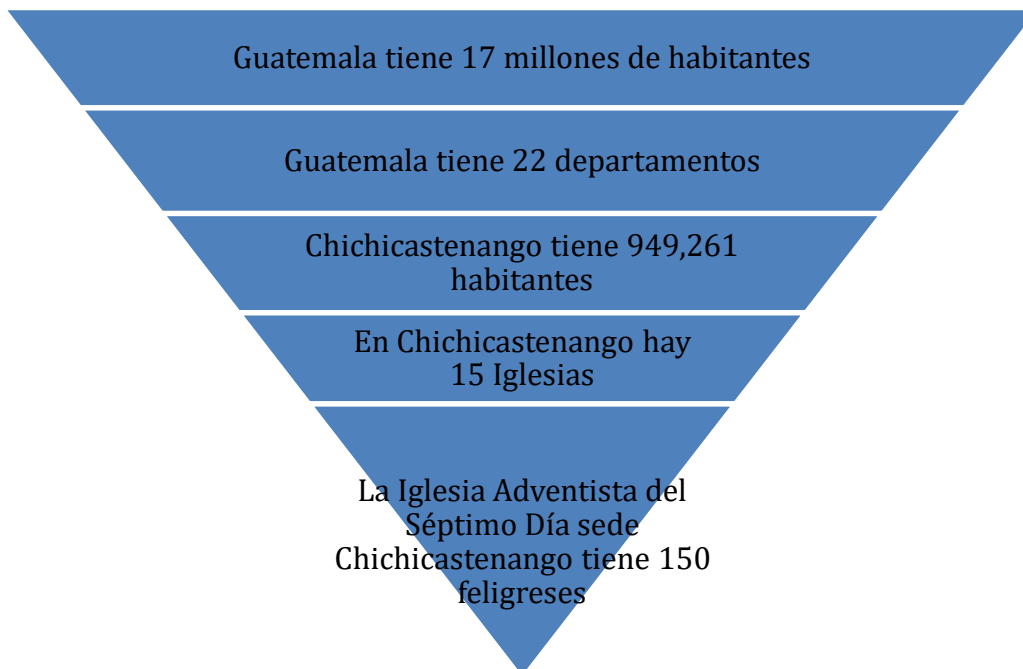 Guatemala tiene 17 millones de habitantes
Guatemala tiene 22 departamentos
Chichicastenango tiene 949,261
habitantes
En Chichicastenango hay
15 Iglesias
La Iglesia Adventista del
Séptimo Día sede
Chichicastenango tiene 150
feligreses